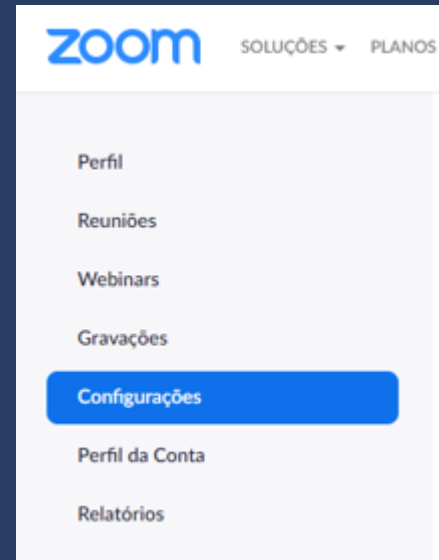 zoom SOLUÇÕES PLANOS
Perfil
Reuniões
Webinars
Gravações
Configurações
Perfil da Conta
Relatórios